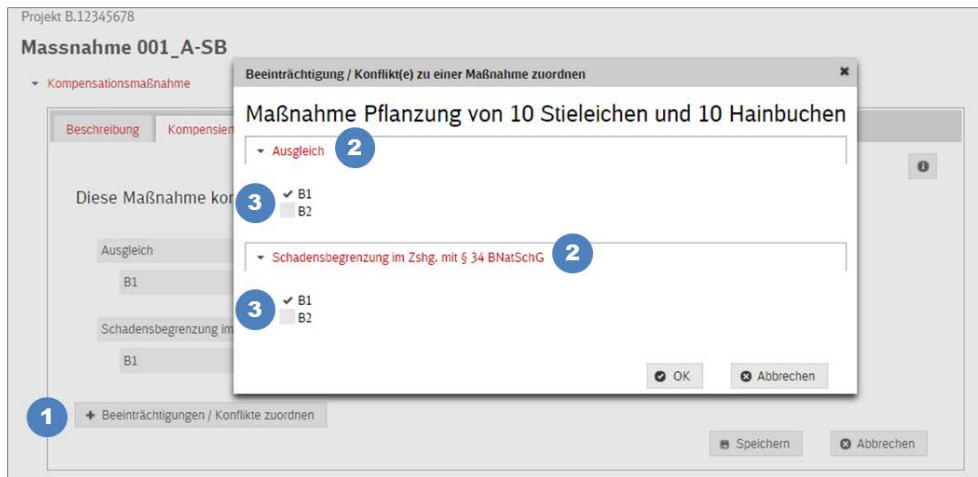 Projekt B.12345678
Massnahme 001_A-SB
Kompensationsmaßnahme
Beschreibung
Kompensien
Diese Maßnahme kor
Ausgleich
B1
Schadensbegrenzung im
B1
1
+ Beeinträchtigungen / Konflikte zuordnen
Speichern
Abbrechen
Beeinträchtigung / Konflikt(e) zu einer Maßnahme zuordnen
Maßnahme Pflanzung von 10 Stieleichen und 10 Hainbuchen
Ausgleich 2
3
B1
B2
Schadensbegrenzung im Zshg. mit § 34 BNatSchG 2
3
B1
B2
OK
Abbrechen